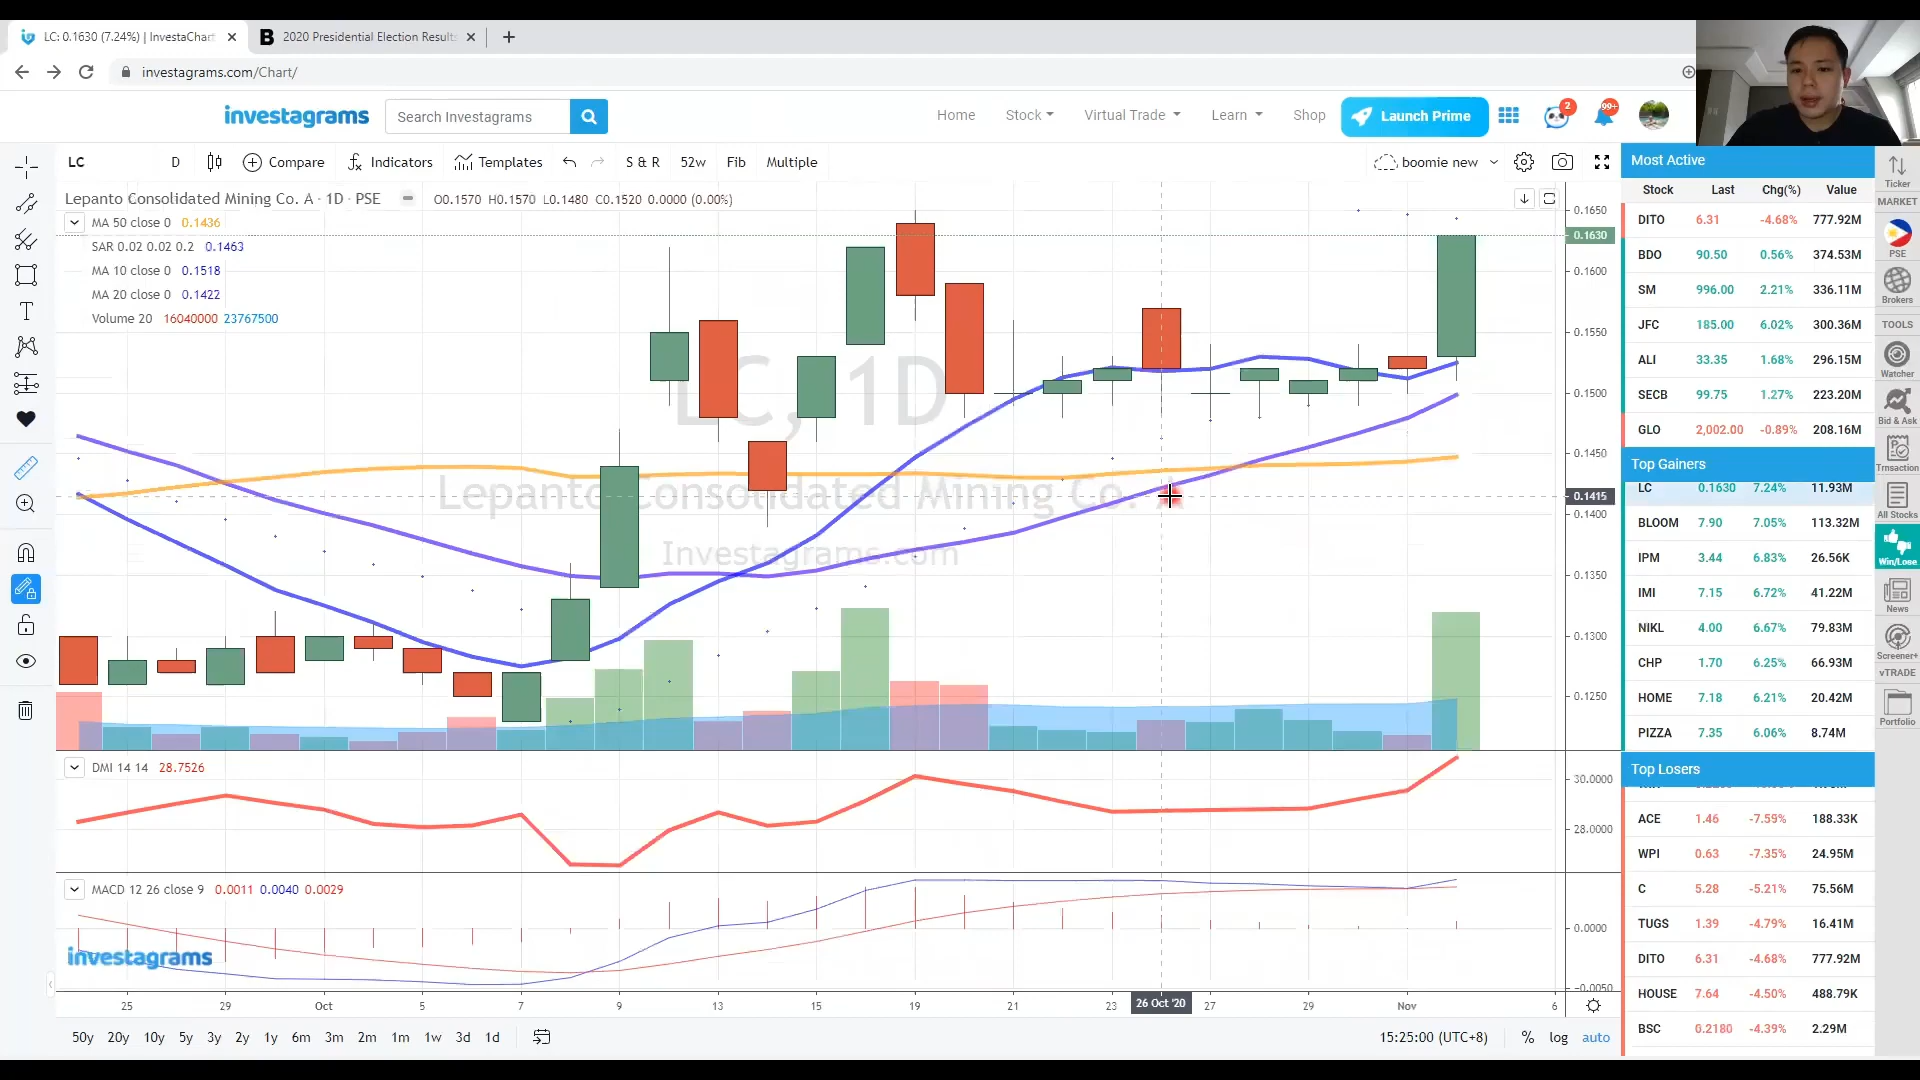 LC: 0.1630 (7.24%) | InvestaChart
2020 Presidential Election Results
investagrams.com/Chart/
investagrams
Search Investagrams
Home
Stock
Virtual Trade
Learn
Shop
Launch Prime
2
99+
LC
D
Compare
Indicators
Templates
S & R
52w
Fib
Multiple
boomie new
Lepanto Consolidated Mining Co. A · 1D · PSE
O0.1570 H0.1570 L0.1480 C0.1520 0.0000 (0.00%)
MA 50 close 0 0.1436
SAR 0.02 0.02 0.2 0.1463
MA 10 close 0 0.1518
MA 20 close 0 0.1422
Volume 20 16040000 23767500
LC, 1D
Lepanto Consolidated Mining Co. A
Investagrams.com
0.1650
0.1630
0.1600
0.1550
0.1500
0.1450
0.1415
0.1400
0.1350
0.1300
0.1250
DMI 14 14 28.7526
30.0000
28.0000
MACD 12 26 close 9 0.0011 0.0040 0.0029
0.0000
-0.0050
investagrams
25 29 Oct 5 7 9 13 15 19 21 23 26 Oct '20 27 29 Nov 6
50y 20y 10y 5y 3y 2y 1y 6m 3m 2m 1m 1w 3d 1d
15:25:00 (UTC+8)
% log auto
Most Active
Stock Last Chg(%) Value
DITO 6.31 -4.68% 777.92M
BDO 90.50 0.56% 374.53M
SM 996.00 2.21% 336.11M
JFC 185.00 6.02% 300.36M
ALI 33.35 1.68% 296.15M
SECB 99.75 1.27% 223.20M
GLO 2,002.00 -0.89% 208.16M
Top Gainers
LC 0.1630 7.24% 11.93M
BLOOM 7.90 7.05% 113.32M
IPM 3.44 6.83% 26.56K
IMI 7.15 6.72% 41.22M
NIKL 4.00 6.67% 79.83M
CHP 1.70 6.25% 66.93M
HOME 7.18 6.21% 20.42M
PIZZA 7.35 6.06% 8.74M
Top Losers
ACE 1.46 -7.59% 188.33K
WPI 0.63 -7.35% 24.95M
C 5.28 -5.21% 75.56M
TUGS 1.39 -4.79% 16.41M
DITO 6.31 -4.68% 777.92M
HOUSE 7.64 -4.50% 488.79K
BSC 0.2180 -4.39% 2.29M
Ticker
MARKET
PSE
Brokers
TOOLS
Watcher
Bid & Ask
Trnsaction
All Stocks
Win/Lose
News
Screener+
vTRADE
Portfolio